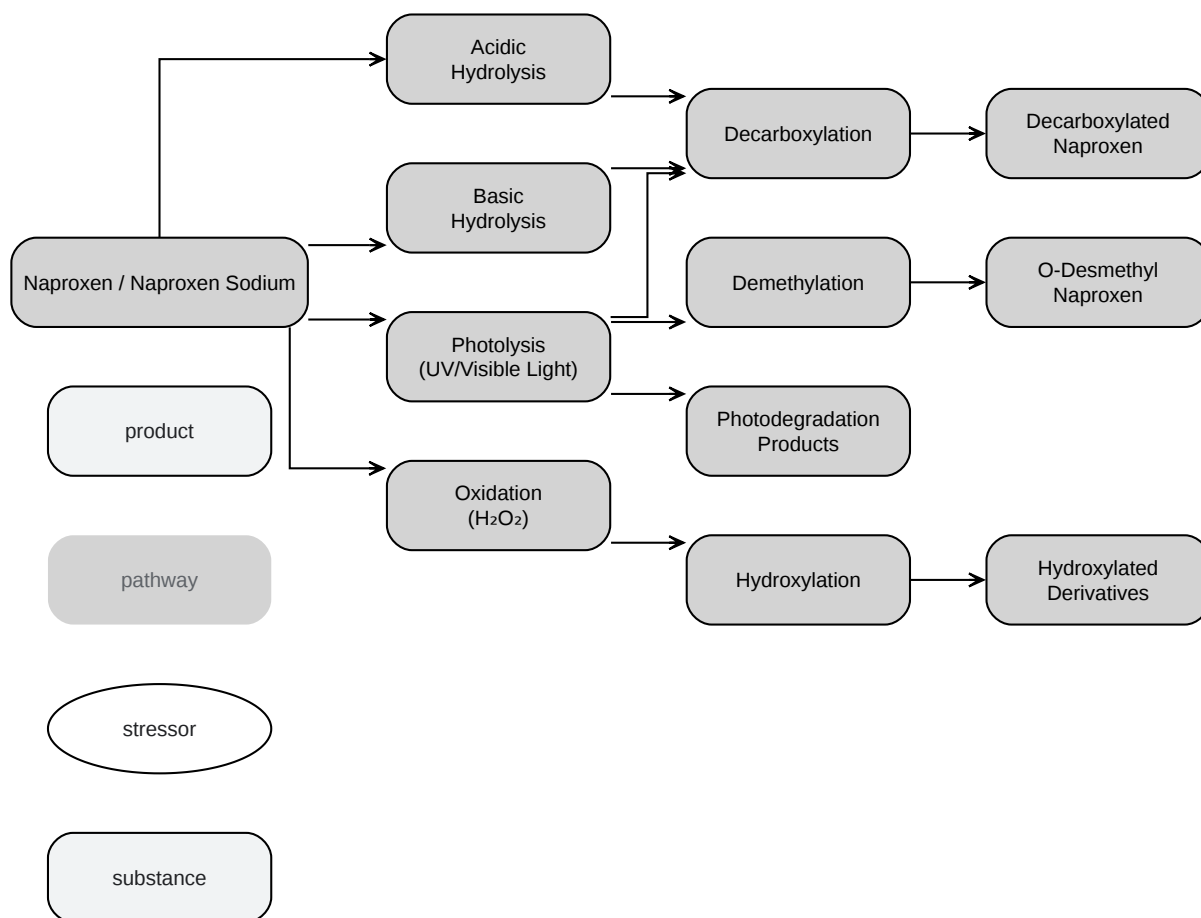 Acidic
Hydrolysis
Decarboxylation
Decarboxylated
Naproxen
Basic
Hydrolysis
Naproxen / Naproxen Sodium
Demethylation
O-Desmethyl
Naproxen
Photolysis
(UV/Visible Light)
product
Photodegradation
Products
Oxidation
(H₂O₂)
pathway
Hydroxylation
Hydroxylated
Derivatives
stressor
substance